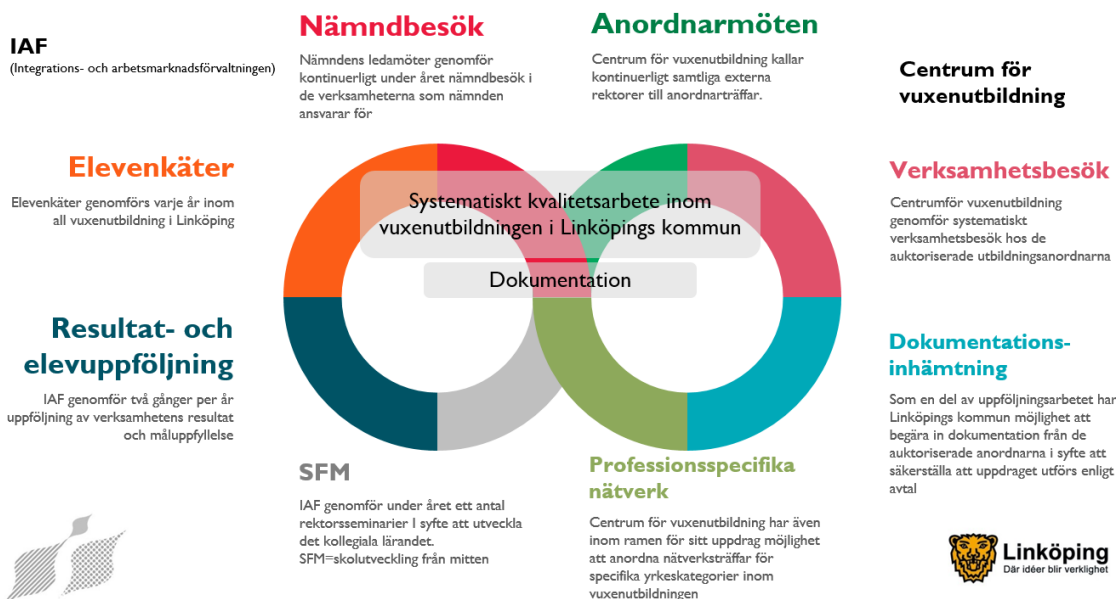 IAF
(Integrations- och arbetsmarknadsförvaltningen)
Nämndbesök
Nämndens ledamöter genomför
kontinuerligt under året nämndbesök i
de verksamheterna som nämnden
ansvarar för
Anordnarmöten
Centrum för vuxenutbildning kallar
kontinuerligt samtliga externa
rektorer till anordnarträffar.
Centrum för
vuxenutbildning
Elevenkäter
Elevenkäter genomförs varje år inom
all vuxenutbildning i Linköping
Systematiskt kvalitetsarbete inom
vuxenutbildningen i Linköpings kommun
Dokumentation
Verksamhetsbesök
Centrumför vuxenutbildning
genomför systematiskt
verksamhetsbesök hos de
auktoriserade utbildningsanordnarna
Resultat- och
elevuppföljning
IAF genomför två gånger per år
uppföljning av verksamhetens resultat
och måluppfyllelse
Dokumentations-
inhämtning
Som en del av uppföljningsarbetet har
Linköpings kommun möjlighet att
begära in dokumentation från de
auktoriserade anordnarna i syfte att
säkerställa att uppdraget utförs enligt
avtal
SFM
IAF genomför under året ett antal
rektorsseminarier I syfte att utveckla
det kollegiala lärandet.
SFM=skolutveckling från mitten
Professionsspecifika
nätverk
Centrum för vuxenutbildning har även
inom ramen för sitt uppdrag möjlighet
att anordna nätverksträffar för
specifika yrkeskategorier inom
vuxenutbildningen
Linköping
Där idéer blir verklighet